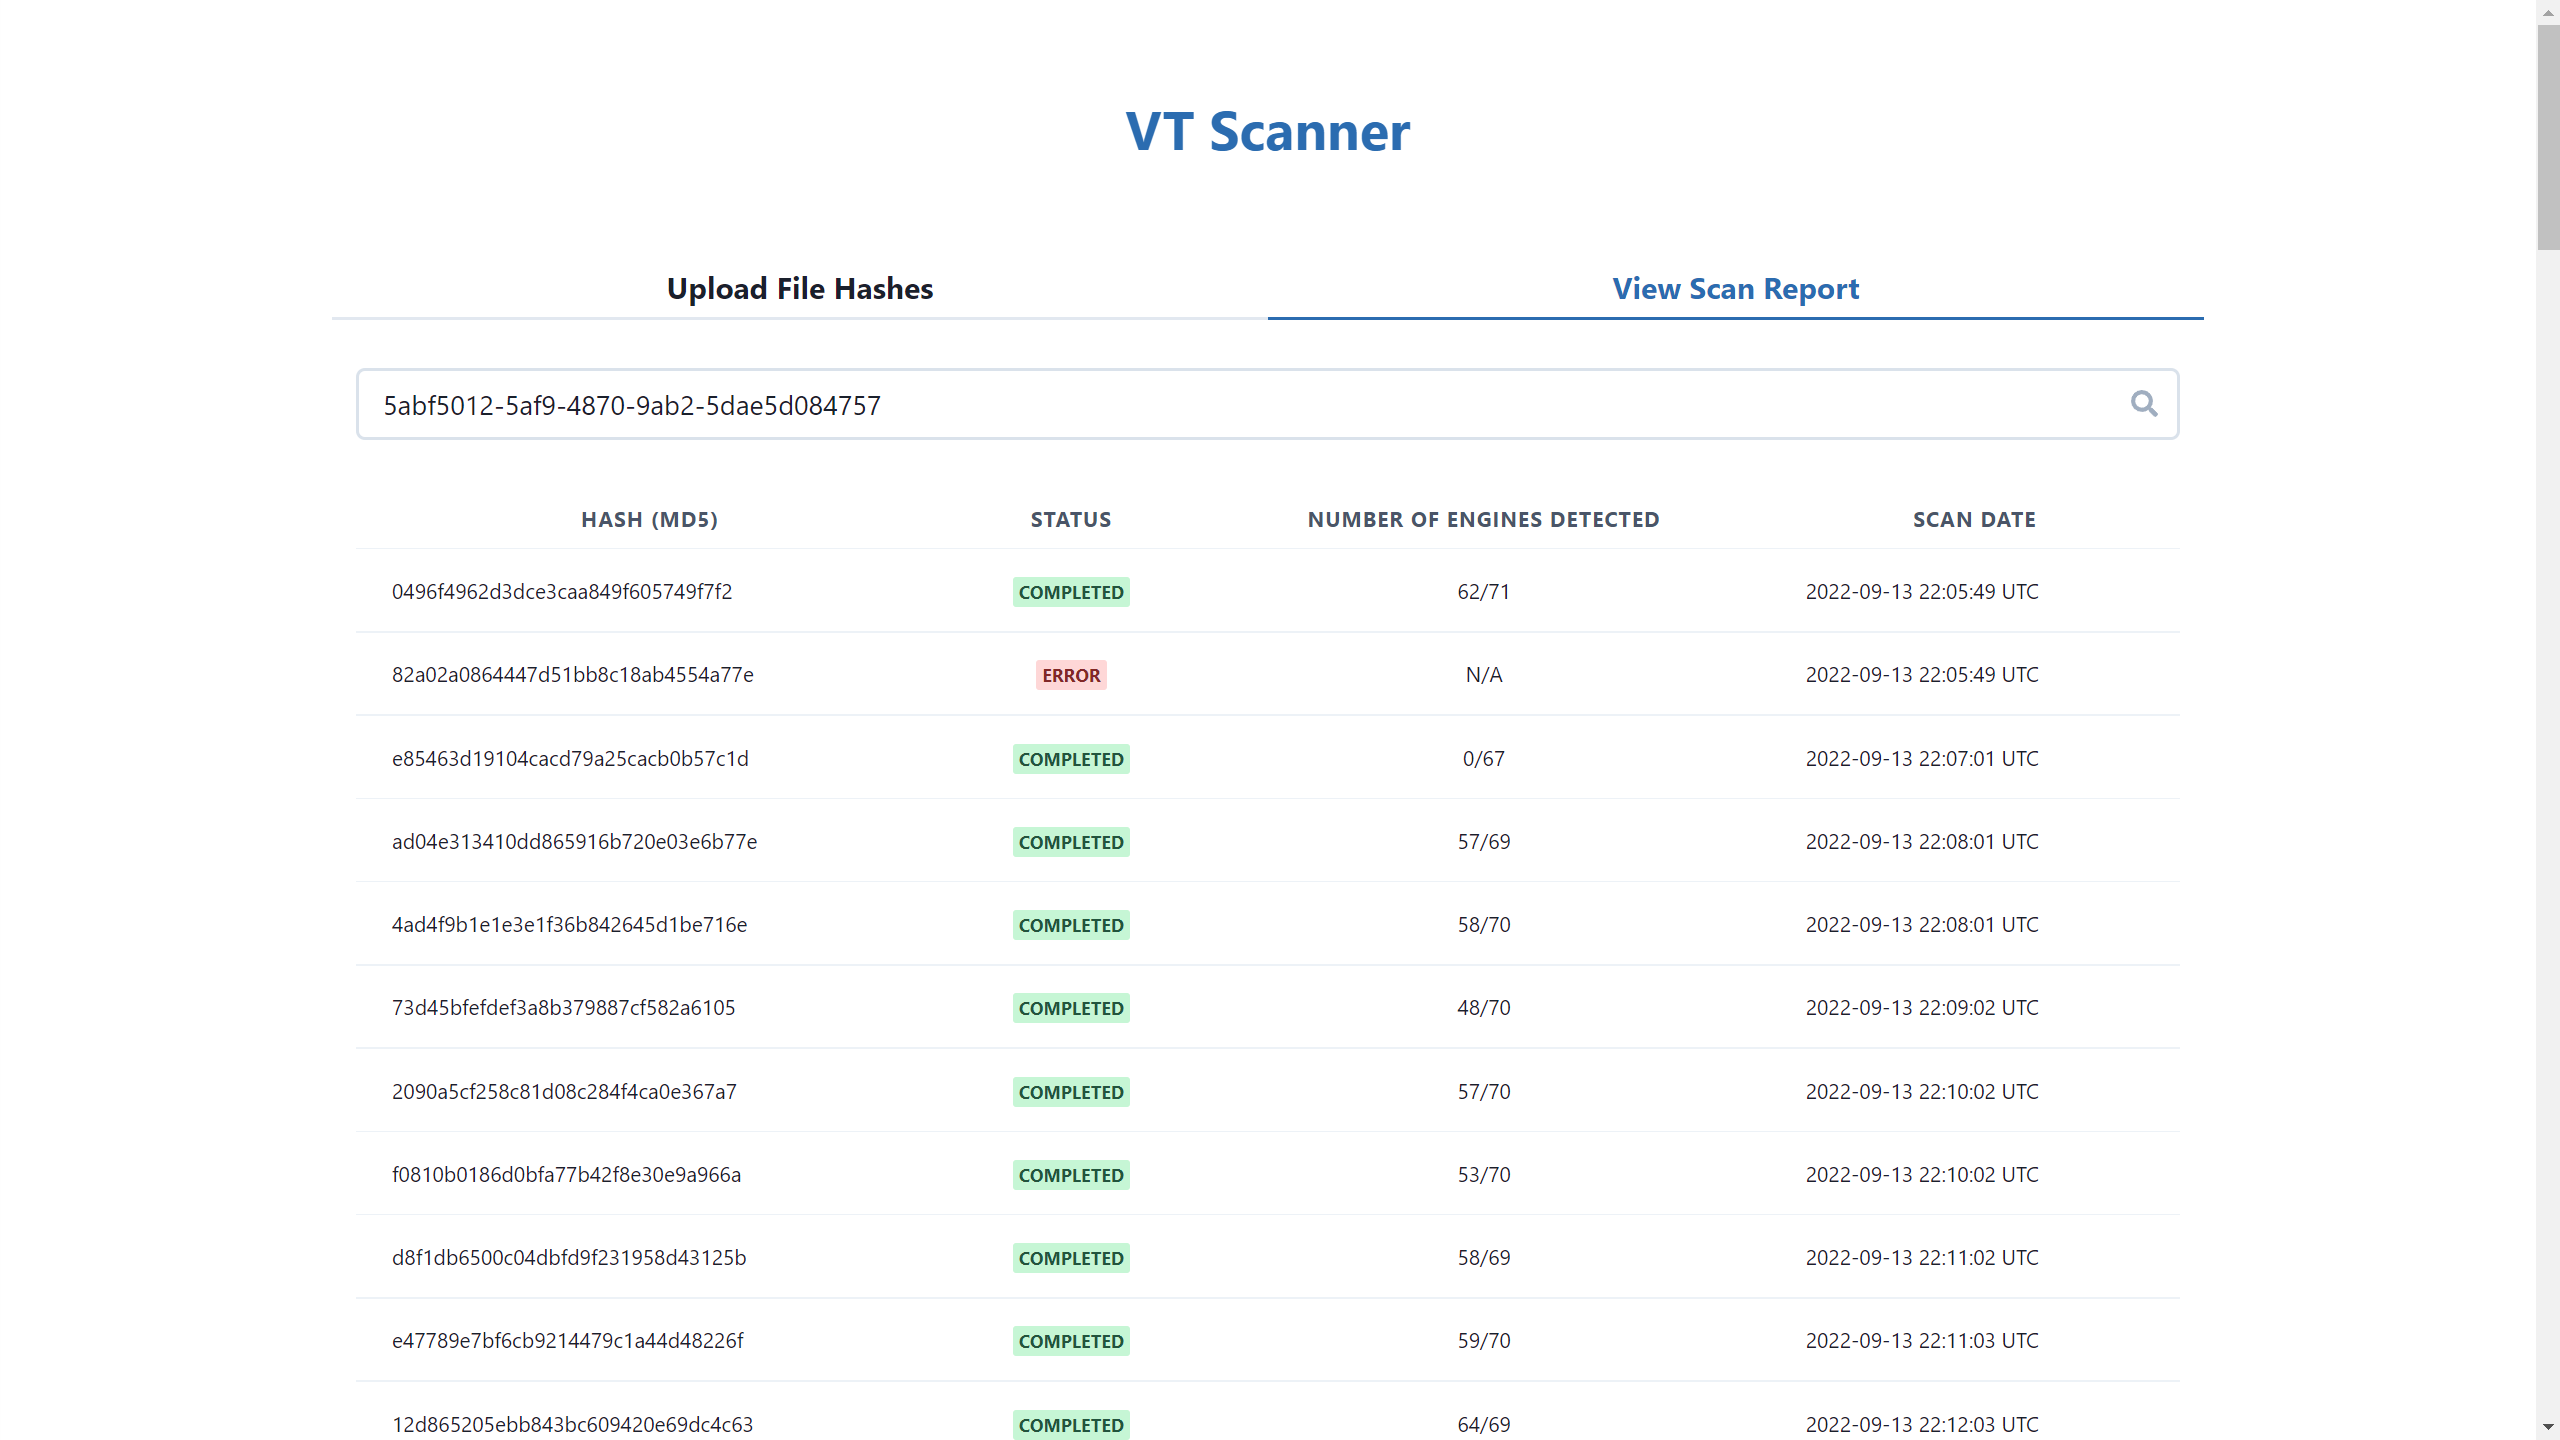 VT Scanner
Upload File Hashes View Scan Report
5abf5012-5af9-4870-9ab2-5dae5d084757
HASH (MD5) STATUS NUMBER OF ENGINES DETECTED SCAN DATE
0496f4962d3dce3caa849f605749f7f2 COMPLETED 62/71 2022-09-13 22:05:49 UTC
82a02a0864447d51bb8c18ab4554a77e ERROR N/A 2022-09-13 22:05:49 UTC
e85463d19104cacd79a25cacb0b57c1d COMPLETED 0/67 2022-09-13 22:07:01 UTC
ad04e313410dd865916b720e03e6b77e COMPLETED 57/69 2022-09-13 22:08:01 UTC
4ad4f9b1e1e3e1f36b842645d1be716e COMPLETED 58/70 2022-09-13 22:08:01 UTC
73d45bfefdef3a8b379887cf582a6105 COMPLETED 48/70 2022-09-13 22:09:02 UTC
2090a5cf258c81d08c284f4ca0e367a7 COMPLETED 57/70 2022-09-13 22:10:02 UTC
f0810b0186d0bfa77b42f8e30e9a966a COMPLETED 53/70 2022-09-13 22:10:02 UTC
d8f1db6500c04dbfd9f231958d43125b COMPLETED 58/69 2022-09-13 22:11:02 UTC
e47789e7bf6cb9214479c1a44d48226f COMPLETED 59/70 2022-09-13 22:11:03 UTC
12d865205ebb843bc609420e69dc4c63 COMPLETED 64/69 2022-09-13 22:12:03 UTC